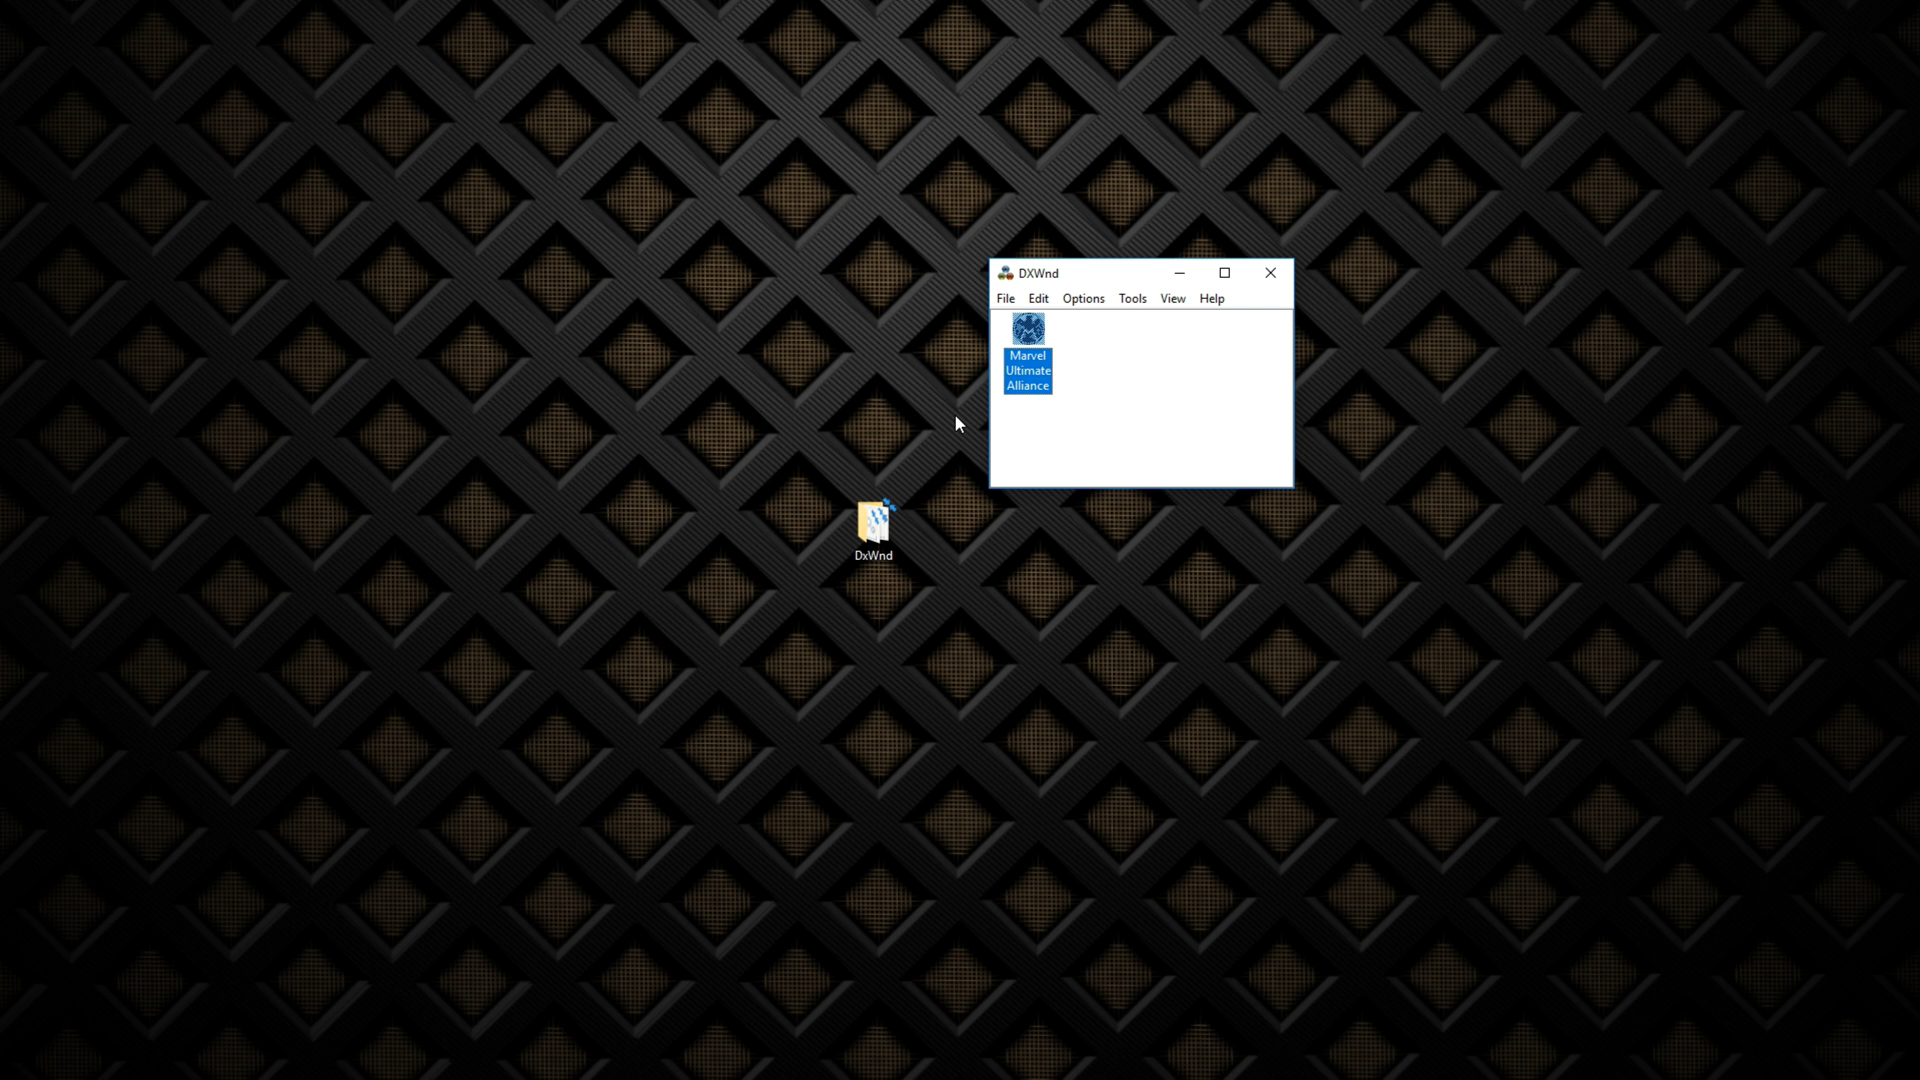 DXWnd
File Edit Options Tools View Help
Marvel
Ultimate
Alliance
DxWnd